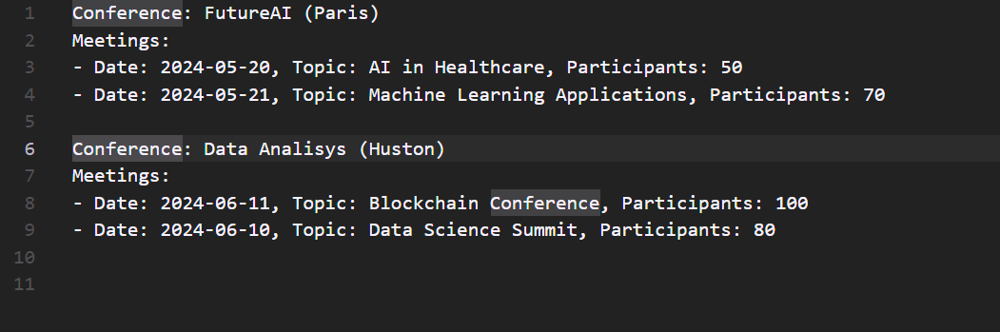 1 Conference: FutureAI (Paris)
2 Meetings:
3 - Date: 2024-05-20, Topic: AI in Healthcare, Participants: 50
4 - Date: 2024-05-21, Topic: Machine Learning Applications, Participants: 70
5
6 Conference: Data Analisys (Huston)
7 Meetings:
8 - Date: 2024-06-11, Topic: Blockchain Conference, Participants: 100
9 - Date: 2024-06-10, Topic: Data Science Summit, Participants: 80
10
11